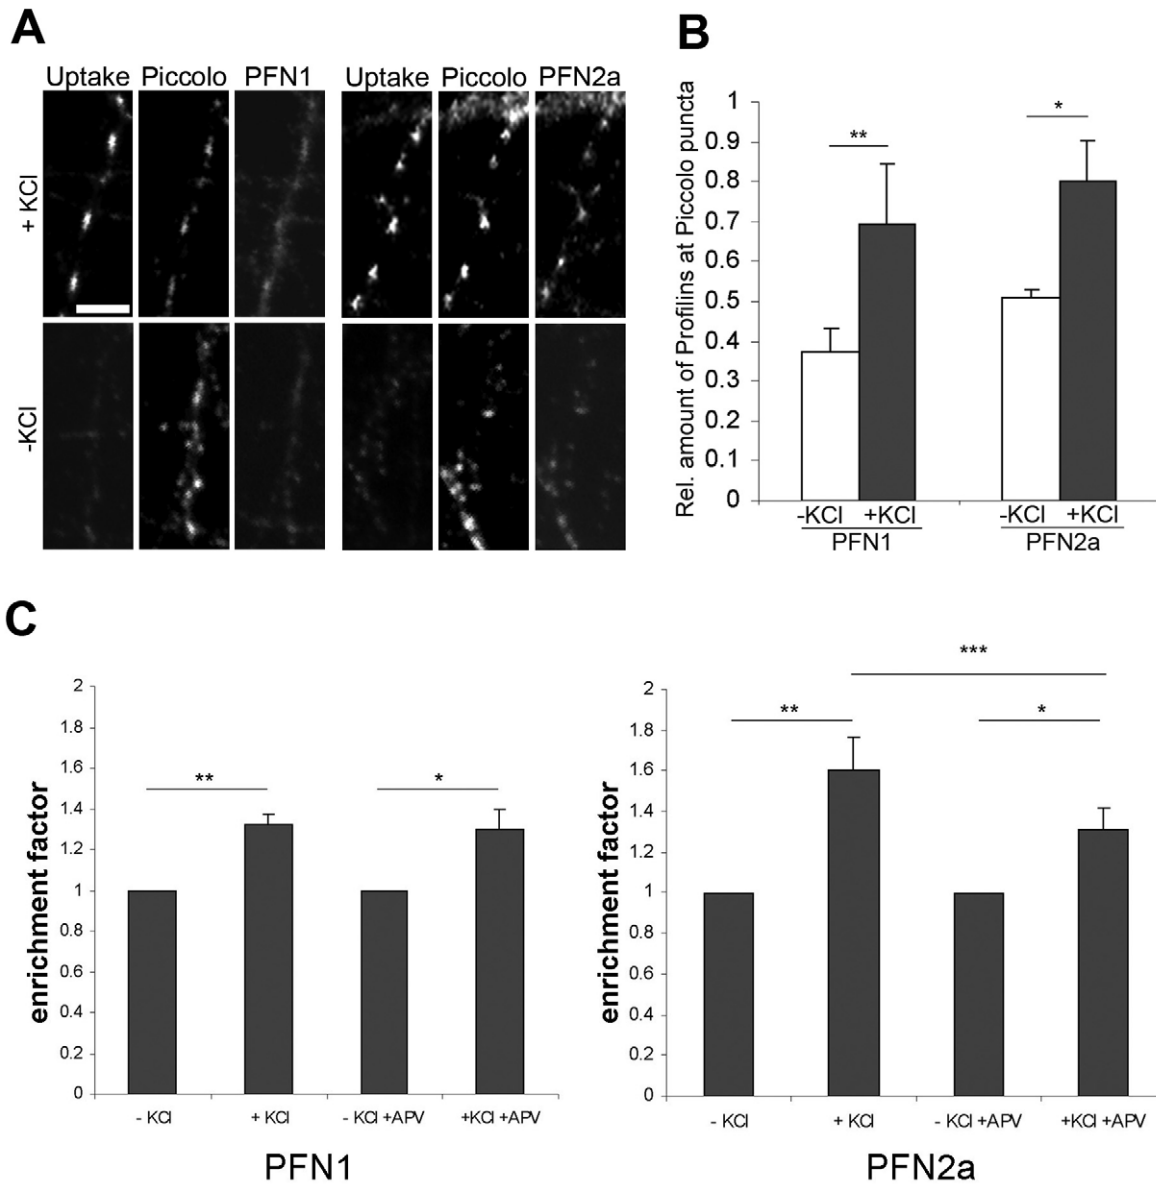 A
Uptake Piccolo PFN1 Uptake Piccolo PFN2a
+ KCl
-KCl
B
Rel. amount of Profilins at Piccolo puncta
1
0.9
0.8
0.7
0.6
0.5
0.4
0.3
0.2
0.1
0
**
*
-KCl +KCl -KCl +KCl
PFN1 PFN2a
C
enrichment factor
2
1.8
1.6
1.4
1.2
1
0.8
0.6
0.4
0.2
0
**
*
- KCl + KCl - KCl +APV +KCl +APV
PFN1
enrichment factor
2
1.8
1.6
1.4
1.2
1
0.8
0.6
0.4
0.2
0
***
**
*
- KCl + KCl - KCl +APV +KCl +APV
PFN2a